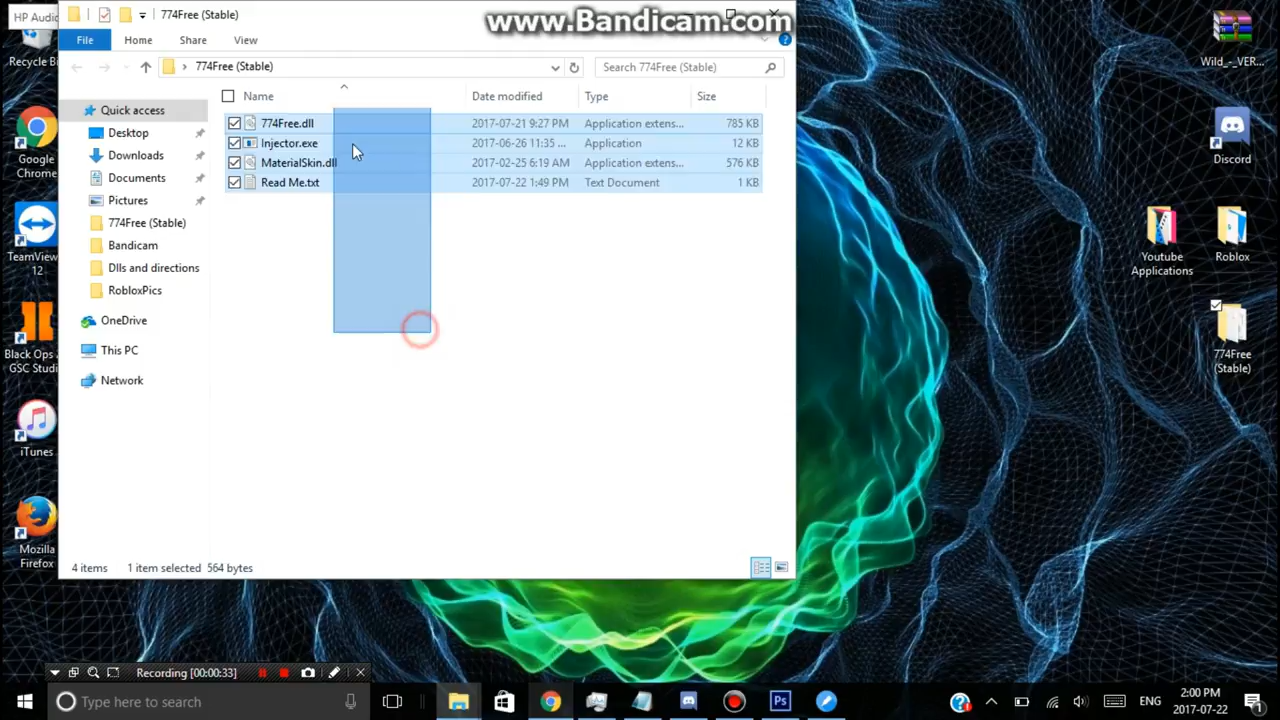 HP Audio
774Free (Stable)
www.Bandicam.com
Wild_-_VER...
File
Home
Share
View
774Free (Stable)
Search 774Free (Stable)
Recycle Bi
Quick access
Desktop
Downloads
Documents
Pictures
774Free (Stable)
Bandicam
Dlls and directions
RobloxPics
OneDrive
This PC
Network
Name
Date modified
Type
Size
774Free.dll
2017-07-21 9:27 PM
Application extens...
785 KB
Injector.exe
2017-06-26 11:35 ...
Application
12 KB
MaterialSkin.dll
2017-02-25 6:19 AM
Application extens...
576 KB
Read Me.txt
2017-07-22 1:49 PM
Text Document
1 KB
Google
Chrome
TeamView
12
Black Ops
GSC Studi
iTunes
Mozilla
Firefox
Discord
Youtube
Applications
Roblox
774Free
(Stable)
4 items
1 item selected
564 bytes
Recording [00:00:33]
Type here to search
Ps
ENG
2:00 PM
2017-07-22
1